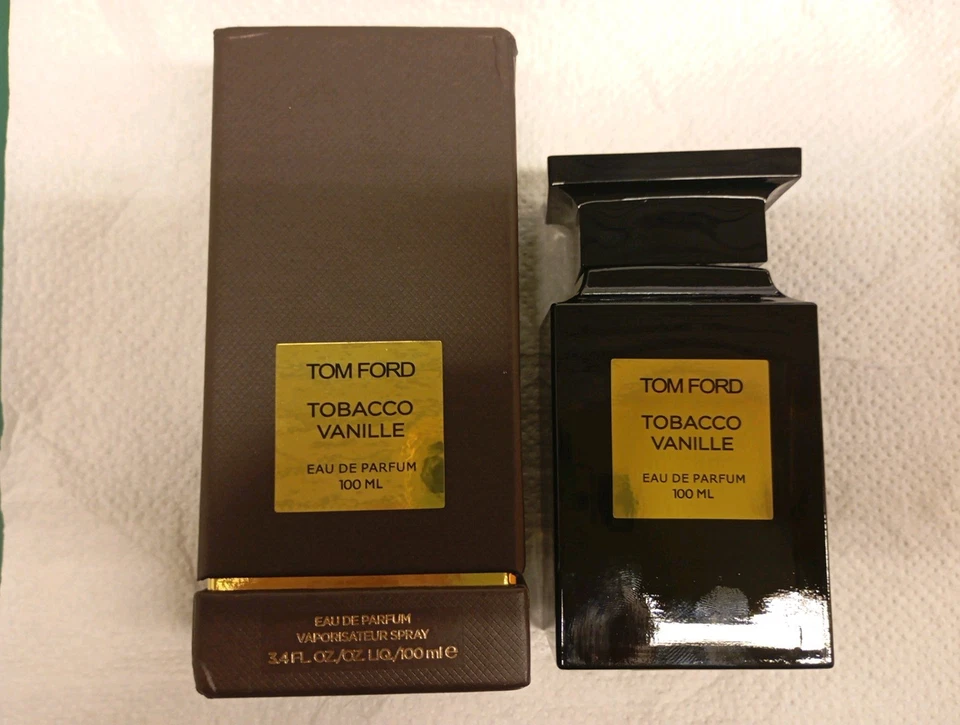 TOM FORD
TOBACCO
VANILLE
EAU DE PARFUM
100 ML
EAU DE PARFUM
VAPORISATEUR SPRAY
3.4 FL. OZ./OZ. LIQ./100 ml ℮
TOM FORD
TOBACCO
VANILLE
EAU DE PARFUM
100 ML